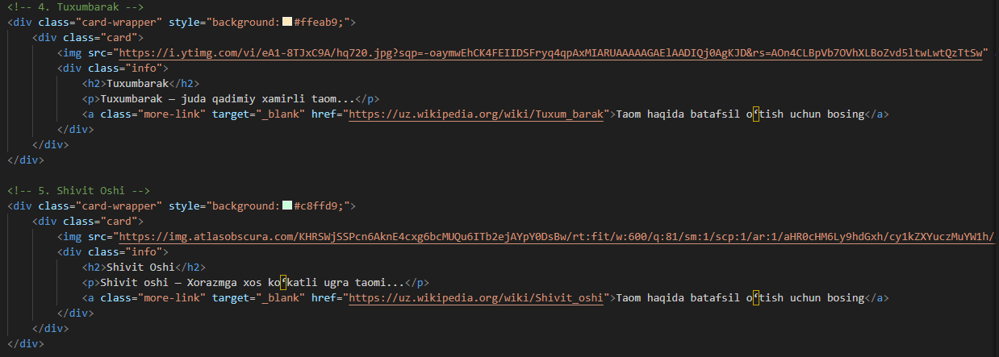 <!-- 4. Tuxumbarak -->
<div class="card-wrapper" style="background:#ffeab9;">
<div class="card">
<img src="https://i.ytimg.com/vi/eA1-8TJxC9A/hq720.jpg?sqp=-oaymwEhCK4FEIIDSFryq4qpAxMIARUAAAAAGAElAADIQj0AgKJD&rs=AOn4CLBpVb7OVhXLBoZvd5ltwLwtQzTtSw"
<div class="info">
<h2>Tuxumbarak</h2>
<p>Tuxumbarak — juda qadimiy xamirli taom...</p>
<a class="more-link" target="_blank" href="https://uz.wikipedia.org/wiki/Tuxum_barak">Taom haqida batafsil oʻtish uchun bosing</a>
</div>
</div>
</div>
<!-- 5. Shivit Oshi -->
<div class="card-wrapper" style="background:#c8ffd9;">
<div class="card">
<img src="https://img.atlasobscura.com/KHRSWjSSPcn6AknE4cxg6bcMUQu6ITb2ejAYpY0DsBw/rt:fit/w:600/q:81/sm:1/scp:1/ar:1/aHR0cHM6Ly9hdGxh/cy1kZXYuczMuYW1h/
<div class="info">
<h2>Shivit Oshi</h2>
<p>Shivit oshi — Xorazmga xos koʻkatli ugra taomi...</p>
<a class="more-link" target="_blank" href="https://uz.wikipedia.org/wiki/Shivit_oshi">Taom haqida batafsil oʻtish uchun bosing</a>
</div>
</div>
</div>